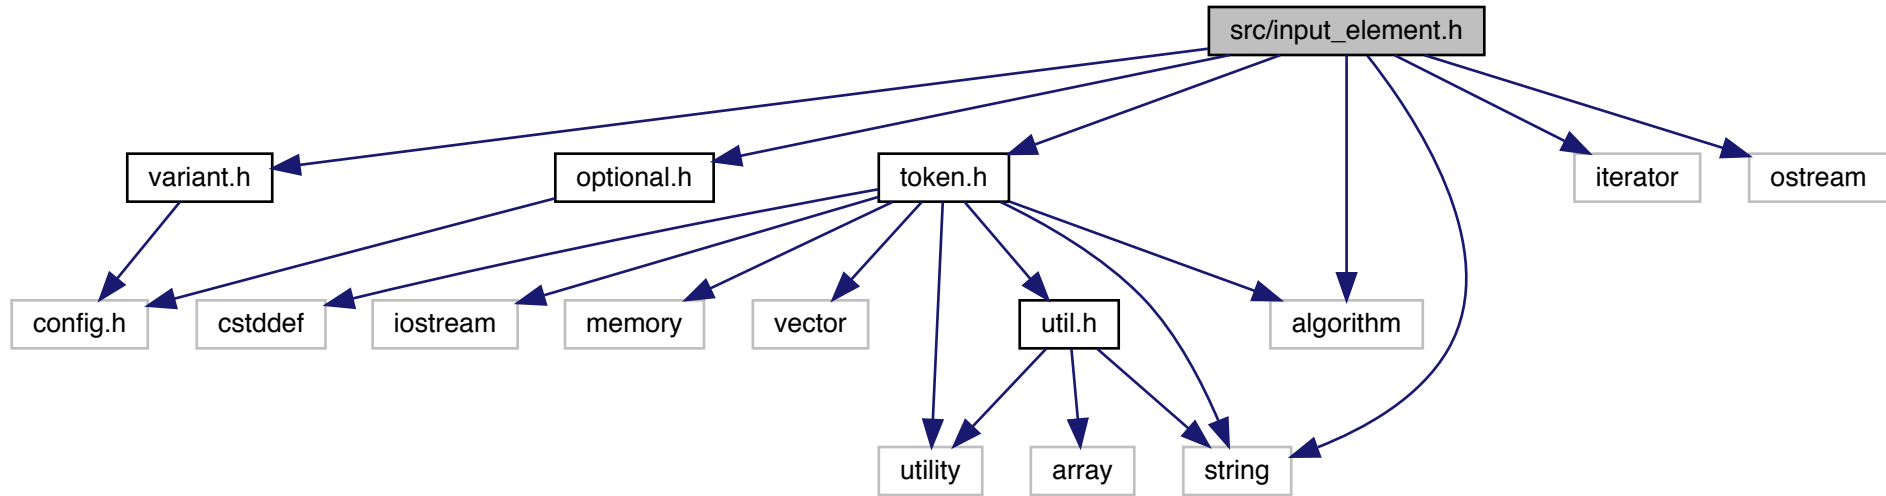 src/input_element.h
variant.h
optional.h
token.h
iterator
ostream
config.h
cstddef
iostream
memory
vector
util.h
algorithm
utility
array
string